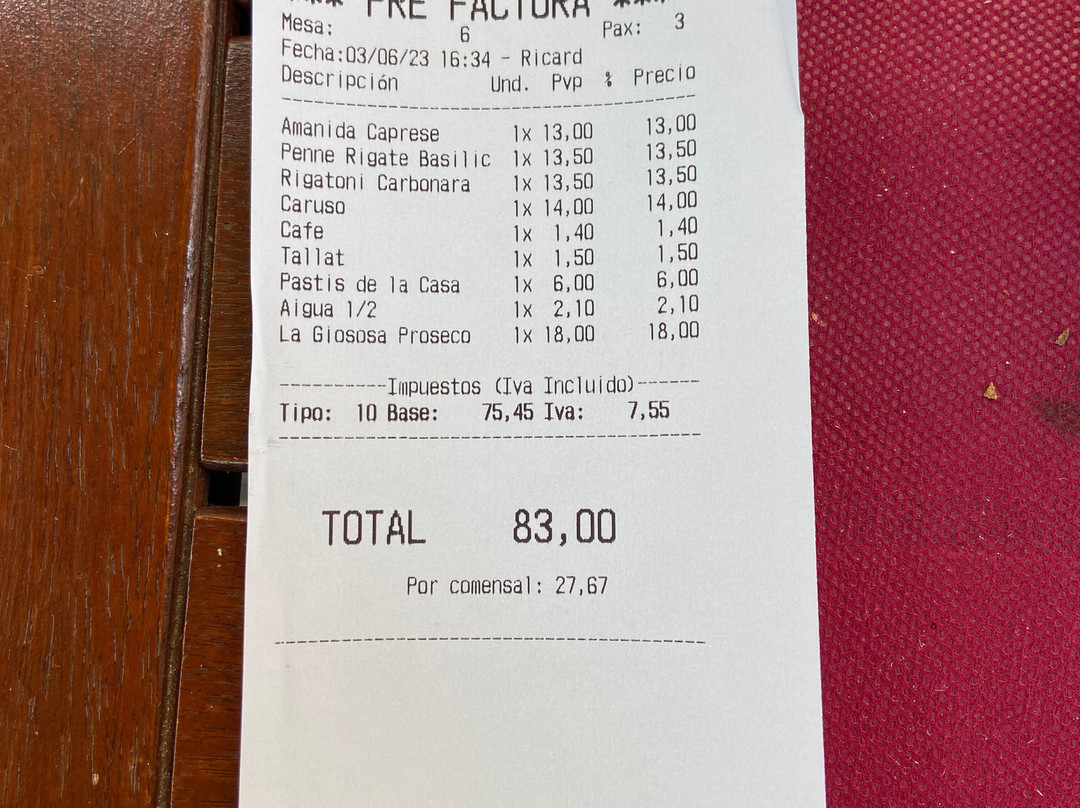 *** PRE FACTURA ***
Mesa: 6 Pax: 3
Fecha:03/06/23 16:34 - Ricard
Descripción Und. Pvp % Precio
Amanida Caprese 1x 13,00 13,00
Penne Rigate Basilic 1x 13,50 13,50
Rigatoni Carbonara 1x 13,50 13,50
Caruso 1x 14,00 14,00
Cafe 1x 1,40 1,40
Tallat 1x 1,50 1,50
Pastis de la Casa 1x 6,00 6,00
Aigua 1/2 1x 2,10 2,10
La Giososa Proseco 1x 18,00 18,00
----------Impuestos (Iva Incluido)------
Tipo: 10 Base: 75,45 Iva: 7,55
TOTAL 83,00
Por comensal: 27,67